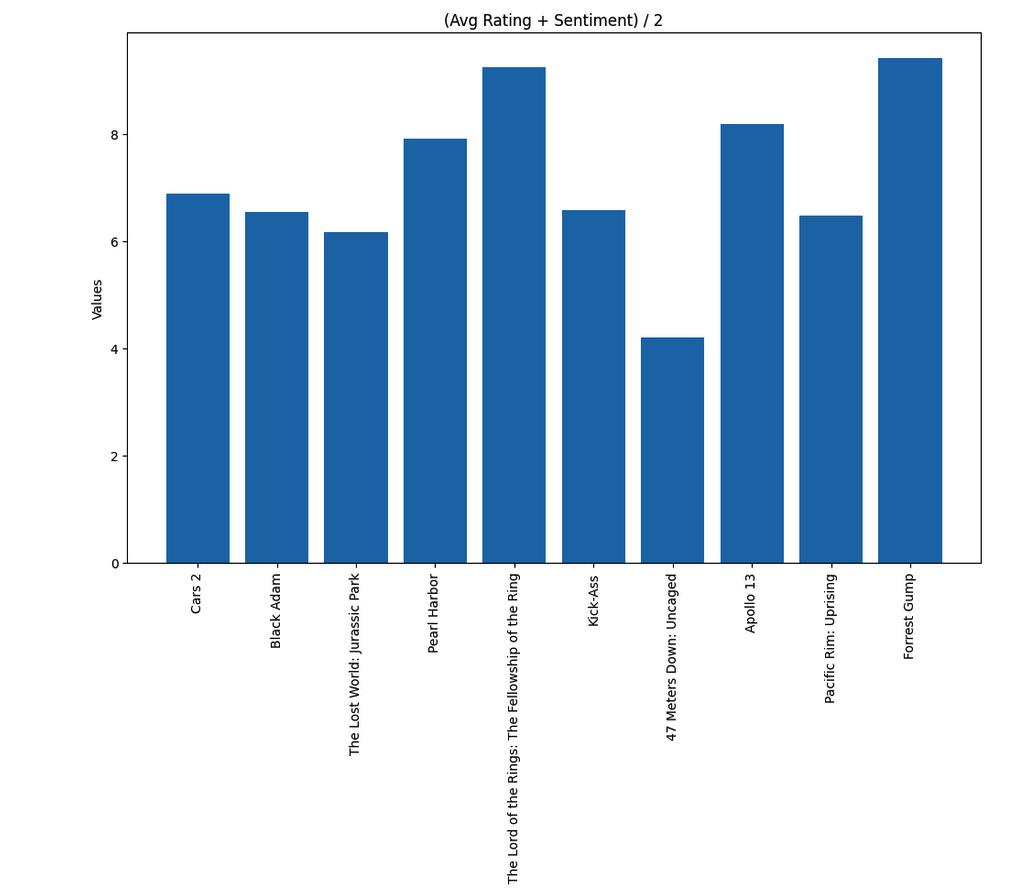 (Avg Rating + Sentiment) / 2
8
6
4
2
0
Values
Cars 2
Black Adam
The Lost World: Jurassic Park
Pearl Harbor
The Lord of the Rings: The Fellowship of the Ring
Kick-Ass
47 Meters Down: Uncaged
Apollo 13
Pacific Rim: Uprising
Forrest Gump